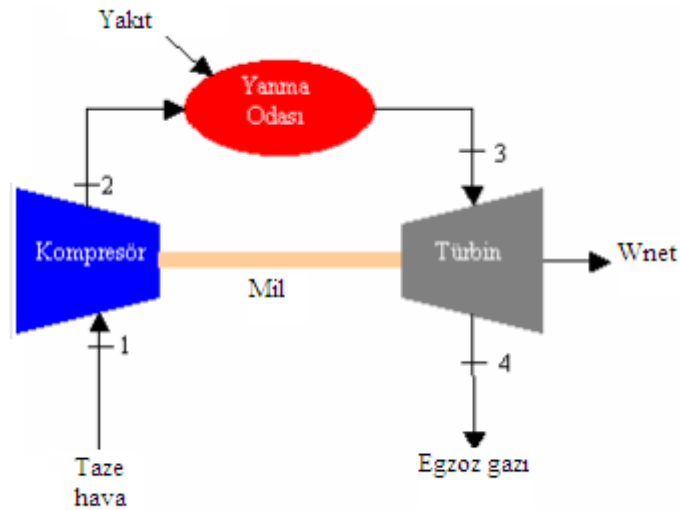 Yakıt
Yanma
Odası
2
3
Kompresör
Türbin
Wnet
Mil
1
4
Taze
hava
Egzoz gazı